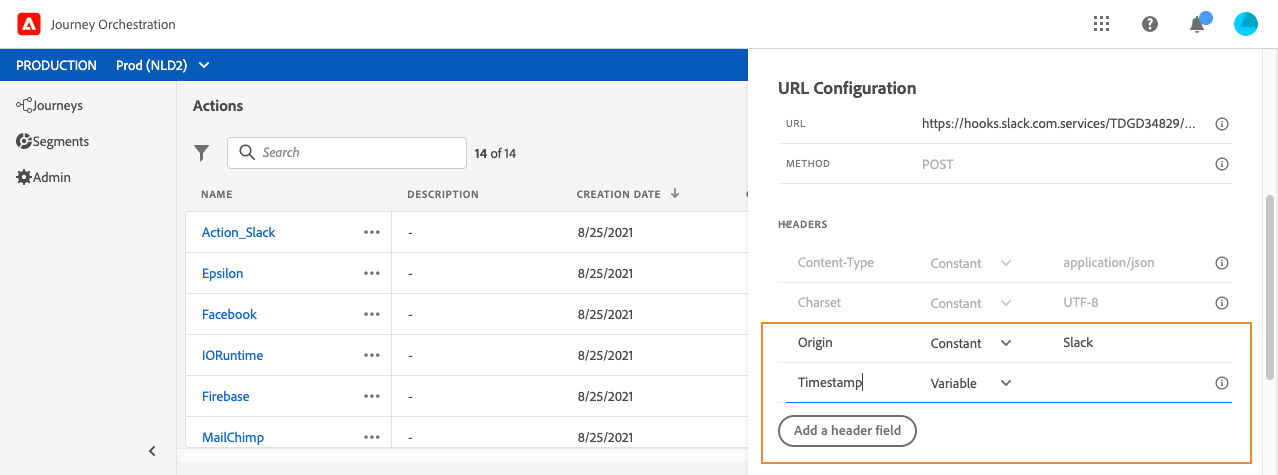 Journey Orchestration
PRODUCTION Prod (NLD2)
Journeys
Segments
Admin
Actions
Search
14 of 14
NAME DESCRIPTION CREATION DATE
Action_Slack - 8/25/2021
Epsilon - 8/25/2021
Facebook - 8/25/2021
IORuntime - 8/25/2021
Firebase - 8/25/2021
MailChimp - 8/25/2021
URL Configuration
URL https://hooks.slack.com.services/TDGD34829/...
METHOD POST
HEADERS
Content-Type Constant application/json
Charset Constant UTF-8
Origin Constant Slack
Timestamp Variable
Add a header field